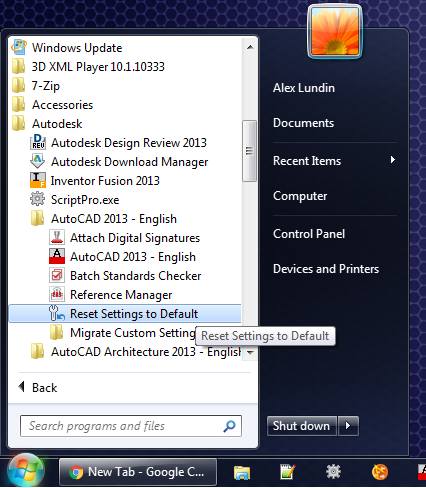 Windows Update
3D XML Player 10.1.10333
7-Zip
Accessories
Autodesk
Autodesk Design Review 2013
Autodesk Download Manager
Inventor Fusion 2013
ScriptPro.exe
AutoCAD 2013 - English
Attach Digital Signatures
AutoCAD 2013 - English
Batch Standards Checker
Reference Manager
Reset Settings to Default
Migrate Custom Setting
Reset Settings to Default
AutoCAD Architecture 2013 - English
Back
Search programs and files
Alex Lundin
Documents
Recent Items
Computer
Control Panel
Devices and Printers
Shut down
New Tab - Google C...